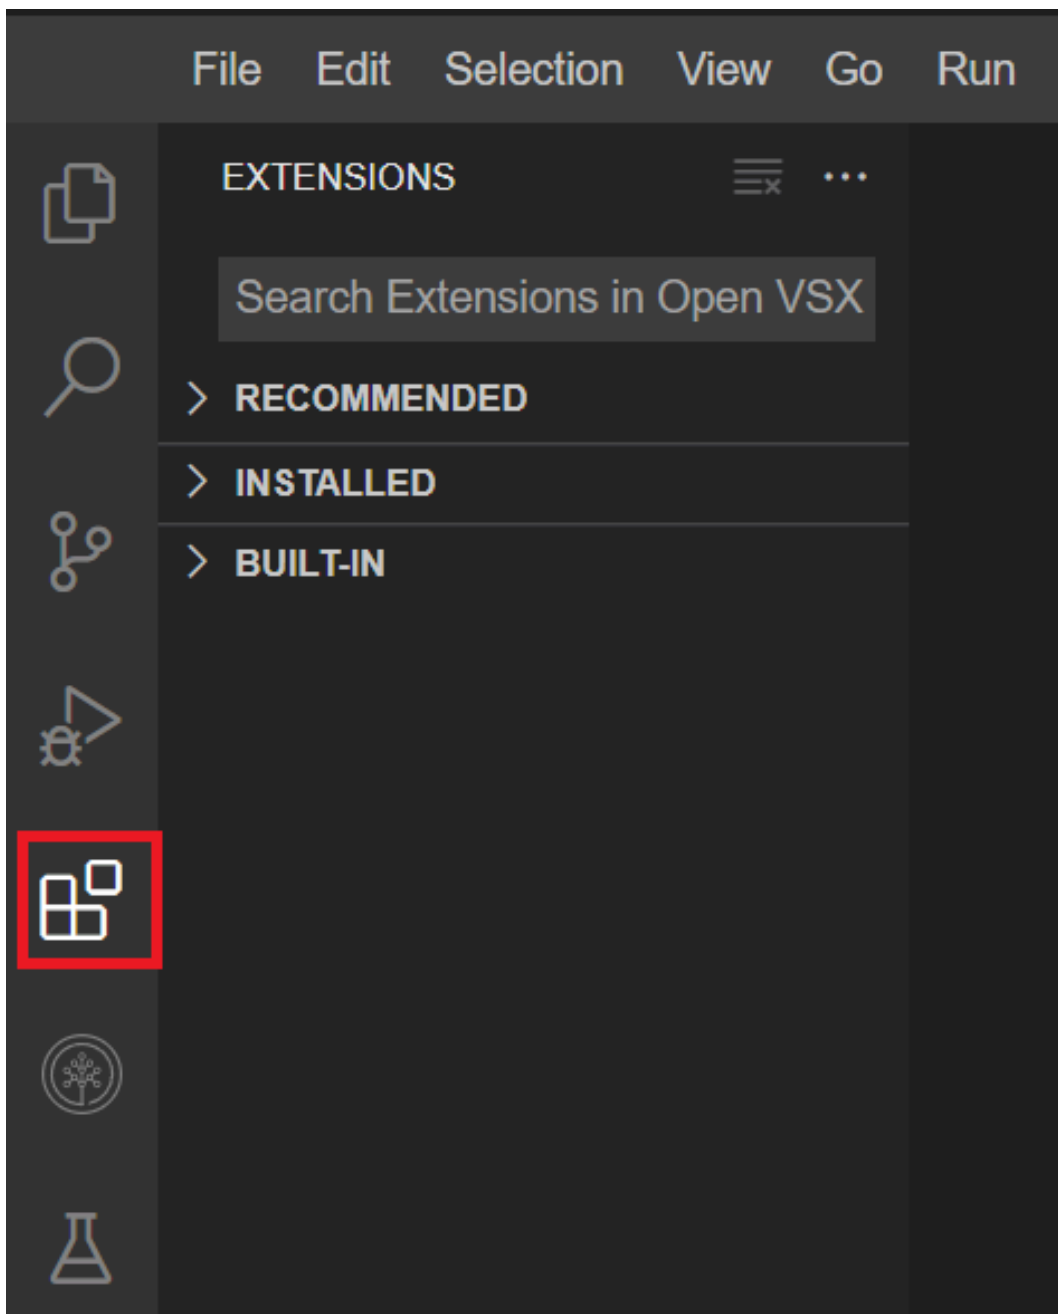 File Edit Selection View Go Run
EXTENSIONS
Search Extensions in Open VSX
RECOMMENDED
INSTALLED
BUILT-IN